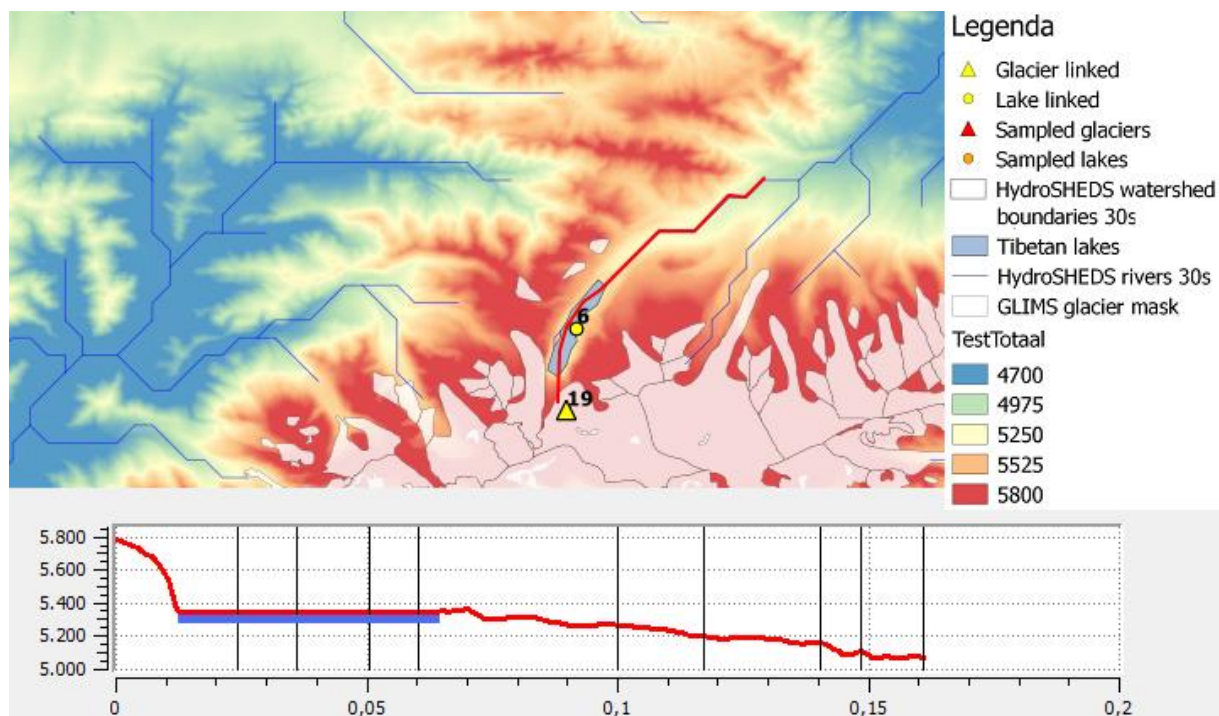 Legenda
Glacier linked
Lake linked
Sampled glaciers
Sampled lakes
HydroSHEDS watershed
boundaries 30s
Tibetan lakes
HydroSHEDS rivers 30s
GLIMS glacier mask
TestTotaal
4700
4975
5250
5525
5800
6
19
5.800
5.600
5.400
5.200
5.000
0 0,05 0,1 0,15 0,2